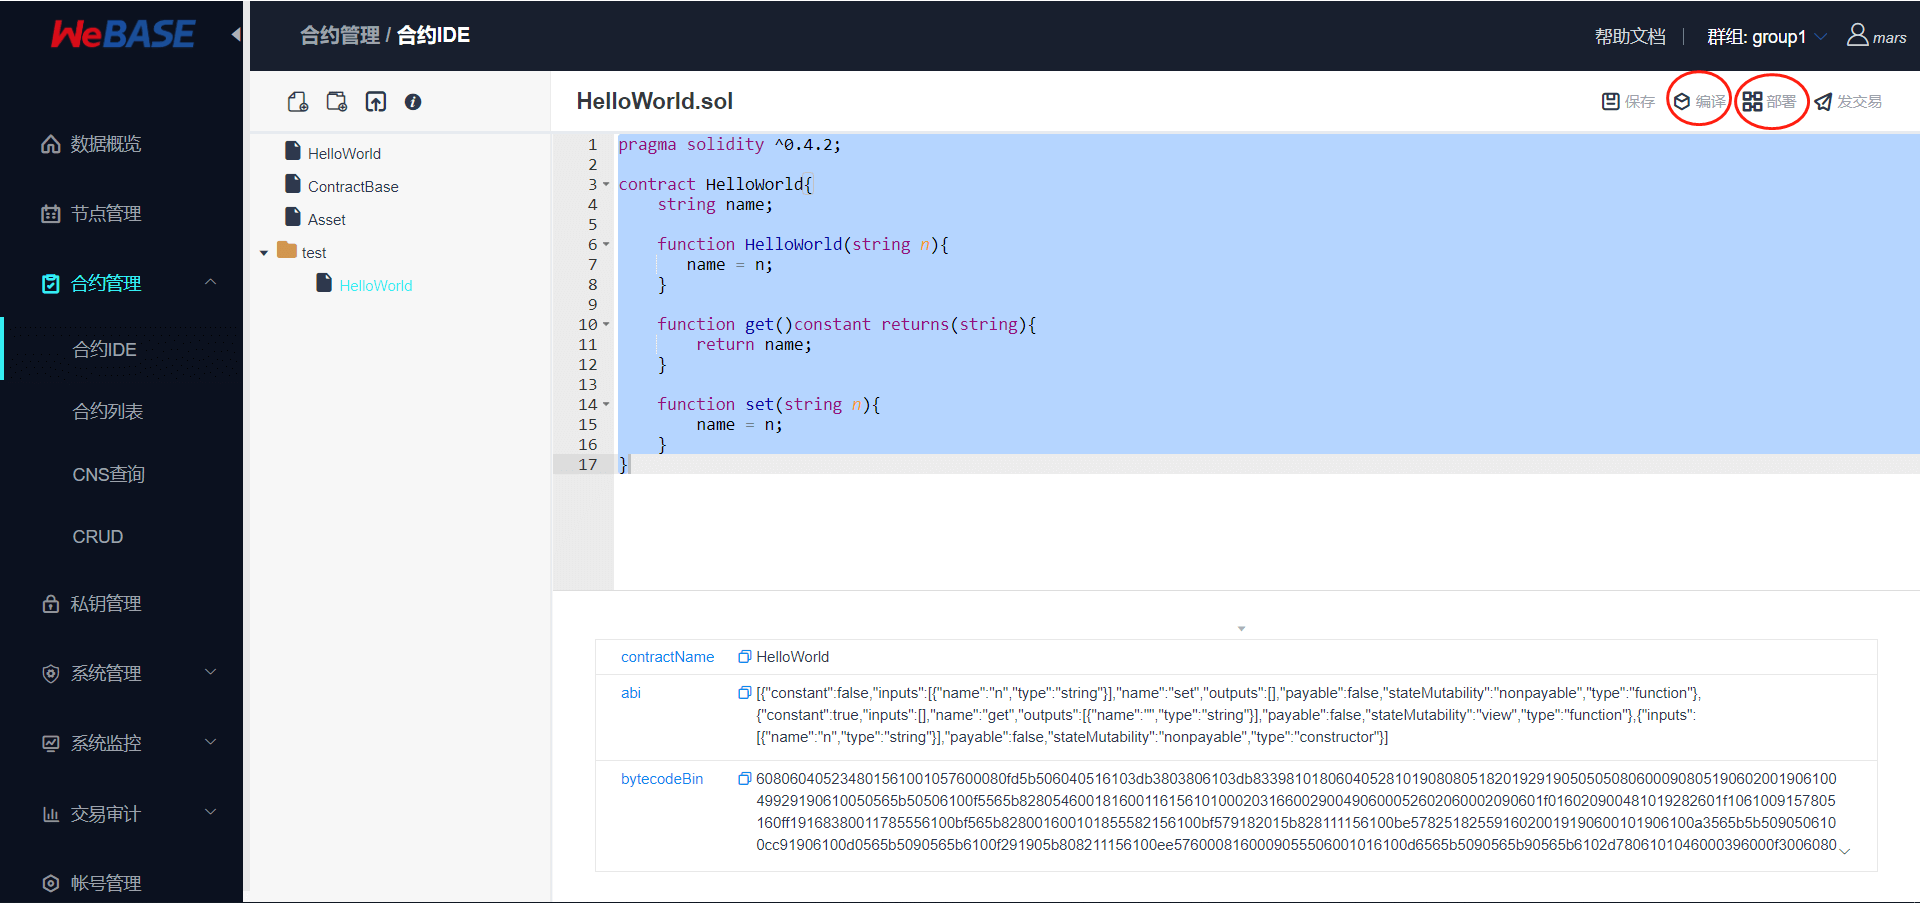 WeBASE
合约管理 / 合约IDE
帮助文档
群组: group1
mars
数据概览
节点管理
合约管理
合约IDE
合约列表
CNS查询
CRUD
私钥管理
系统管理
系统监控
交易审计
帐号管理
HelloWorld
ContractBase
Asset
test
HelloWorld
HelloWorld.sol
保存
编译
部署
发交易
1 pragma solidity ^0.4.2;
2
3 contract HelloWorld{
4 string name;
5
6 function HelloWorld(string n){
7 name = n;
8 }
9
10 function get()constant returns(string){
11 return name;
12 }
13
14 function set(string n){
15 name = n;
16 }
17 }
contractName HelloWorld
abi [{"constant":false,"inputs":[{"name":"n","type":"string"}],"name":"set","outputs":[],"payable":false,"stateMutability":"nonpayable","type":"function"},
{"constant":true,"inputs":[],"name":"get","outputs":[{"name":"","type":"string"}],"payable":false,"stateMutability":"view","type":"function"},{"inputs":
[{"name":"n","type":"string"}],"payable":false,"stateMutability":"nonpayable","type":"constructor"}]
bytecodeBin 608060405234801561001057600080fd5b506040516103db3803806103db833981018060405281019080805182019291905050508060009080519060200190610​0
49929190610050565b50506100f5565b828054600181600116156101000203166002900490600052602060002090601f016020900481019282601f1061009157805
160ff19168380011785556100bf565b828001600101855582156100bf579182015b828111156100be578251825591602001919060010190​6100a3565b5b509050610
0cc91906100d0565b5090565b6100f291905b808211156100ee5760008160009055506001016100d6565b5090565b90565b6102d7806101046000396000f3006080